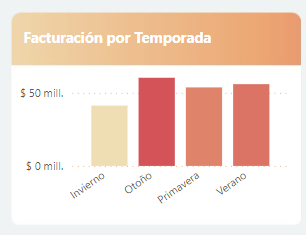 Facturación por Temporada
$ 50 mill.
$ 0 mill.
Invierno
Otoño
Primavera
Verano